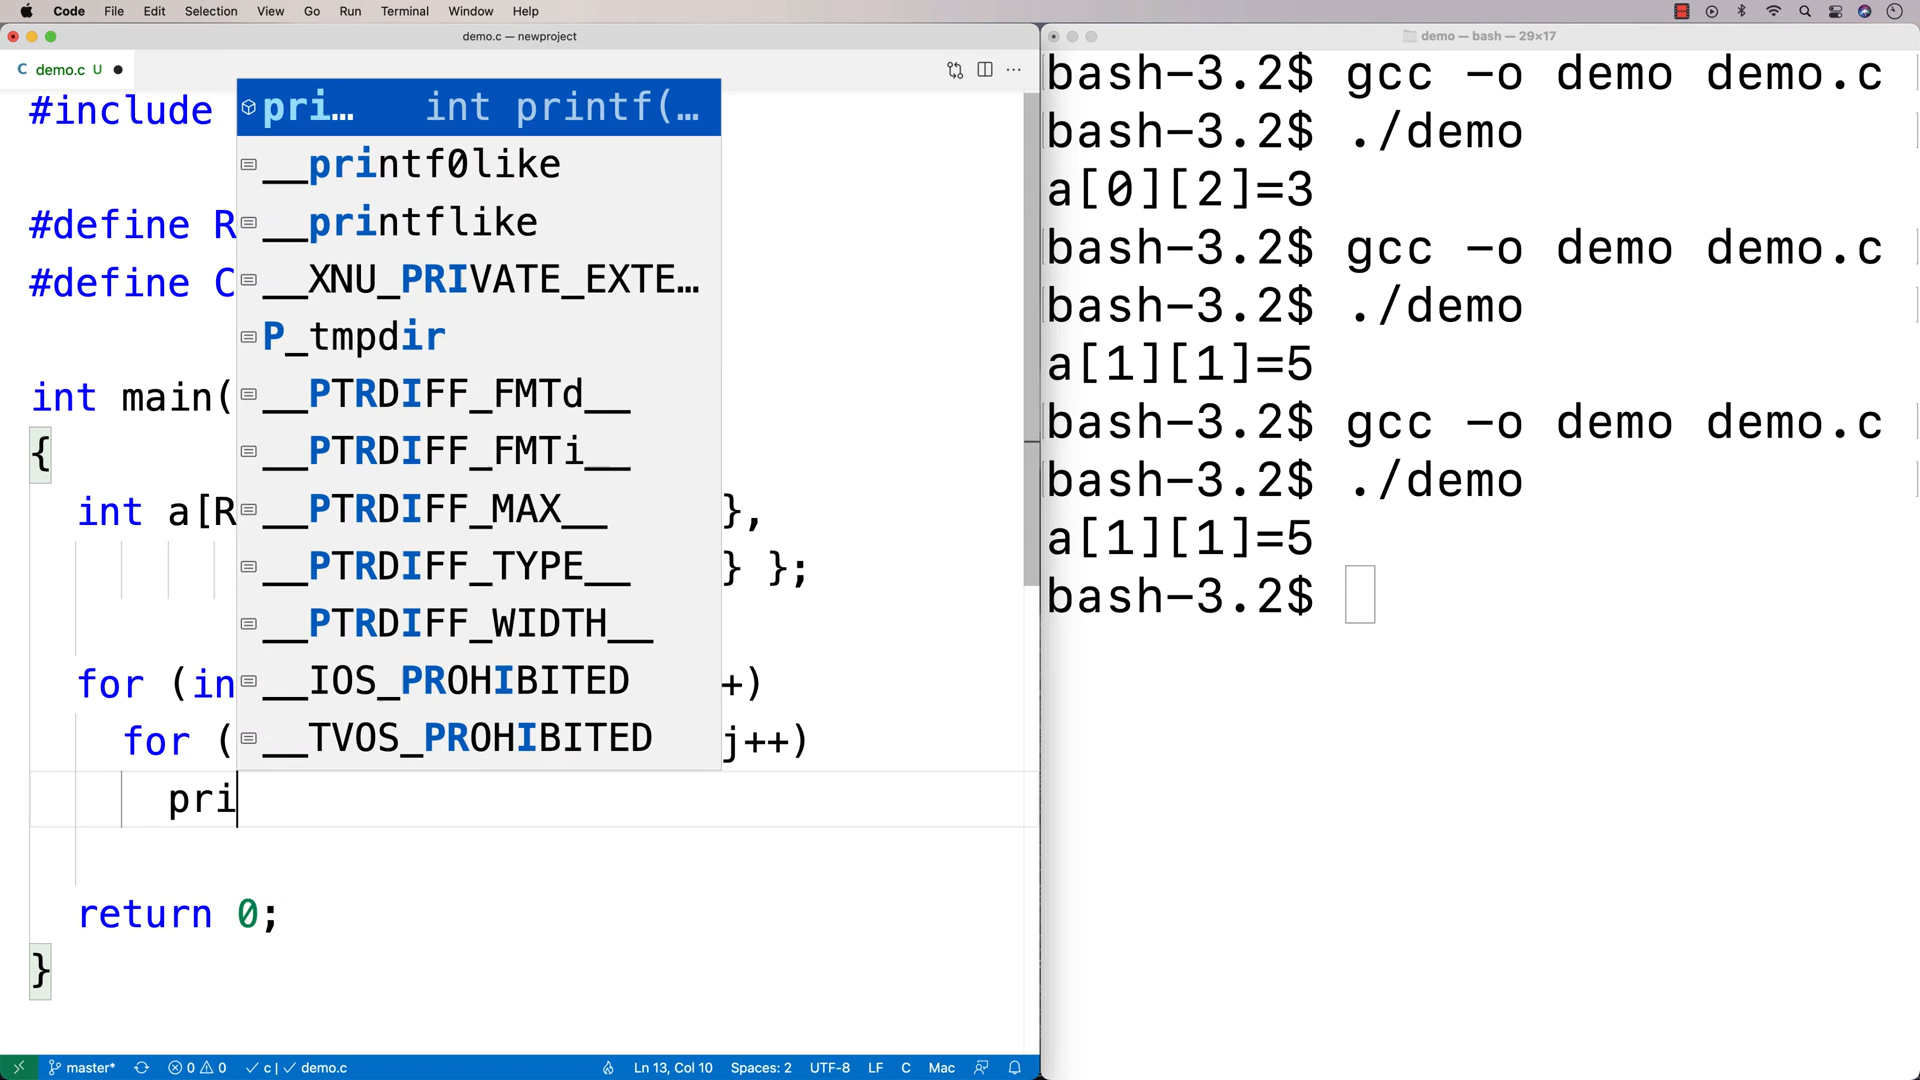 Code File Edit Selection View Go Run Terminal Window Help
demo.c — newproject
C demo.c U
#include
#define R
#define C
int main(
{
int a[R },
} };
for (in +)
for ( j++)
pri
return 0;
}
pri… int printf(…
__printf0like
__printflike
__XNU_PRIVATE_EXTE…
P_tmpdir
__PTRDIFF_FMTd__
__PTRDIFF_FMTi__
__PTRDIFF_MAX__
__PTRDIFF_TYPE__
__PTRDIFF_WIDTH__
__IOS_PROHIBITED
__TVOS_PROHIBITED
master* 0 0 c | demo.c Ln 13, Col 10 Spaces: 2 UTF-8 LF C Mac
demo — bash — 29×17
bash-3.2$ gcc -o demo demo.c
bash-3.2$ ./demo
a[0][2]=3
bash-3.2$ gcc -o demo demo.c
bash-3.2$ ./demo
a[1][1]=5
bash-3.2$ gcc -o demo demo.c
bash-3.2$ ./demo
a[1][1]=5
bash-3.2$